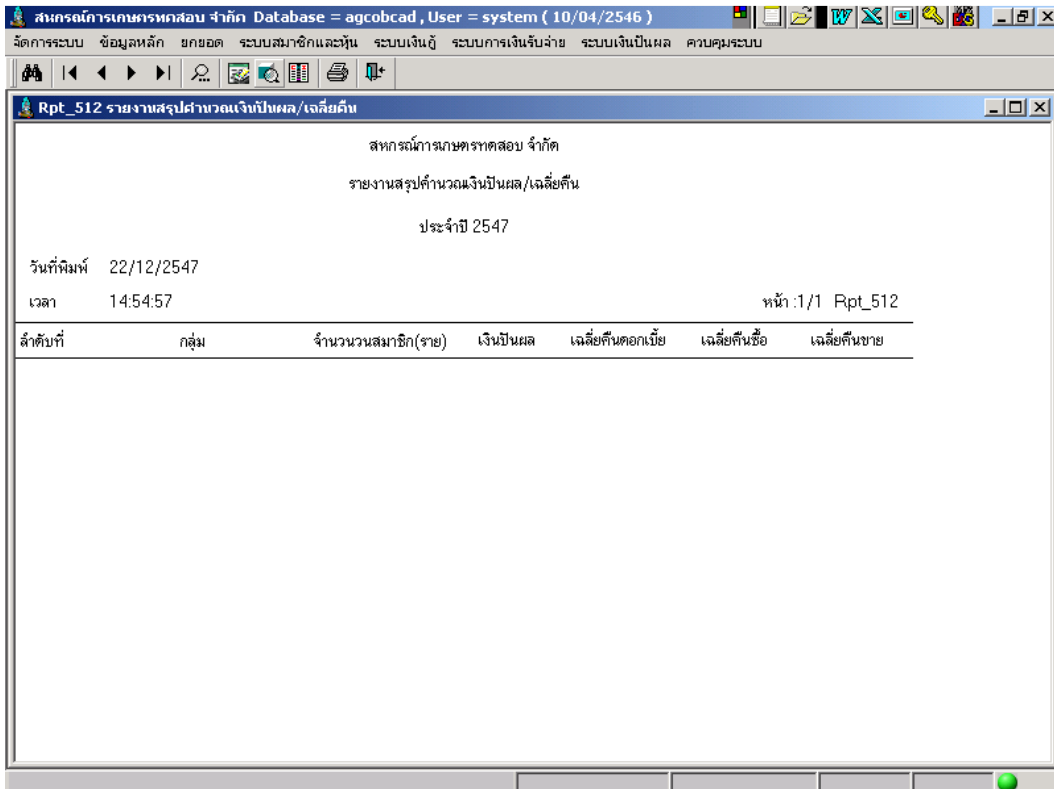 สหกรณ์การเกษตรทดสอบ จำกัด Database = agcobcad , User = system ( 10/04/2546 )
จัดการระบบ ข้อมูลหลัก ยกยอด ระบบสมาชิกและหุ้น ระบบเงินกู้ ระบบการเงินรับจ่าย ระบบเงินปันผล ควบคุมระบบ
Rpt_512 รายงานสรุปคำนวณเงินปันผล/เฉลี่ยคืน
สหกรณ์การเกษตรทดสอบ จำกัด
รายงานสรุปคำนวณเงินปันผล/เฉลี่ยคืน
ประจำปี 2547
วันที่พิมพ์ 22/12/2547
เวลา 14:54:57 หน้า :1/1 Rpt_512
ลำดับที่ กลุ่ม จำนวนวนสมาชิก(ราย) เงินปันผล เฉลี่ยคืนดอกเบี้ย เฉลี่ยคืนซื้อ เฉลี่ยคืนขาย